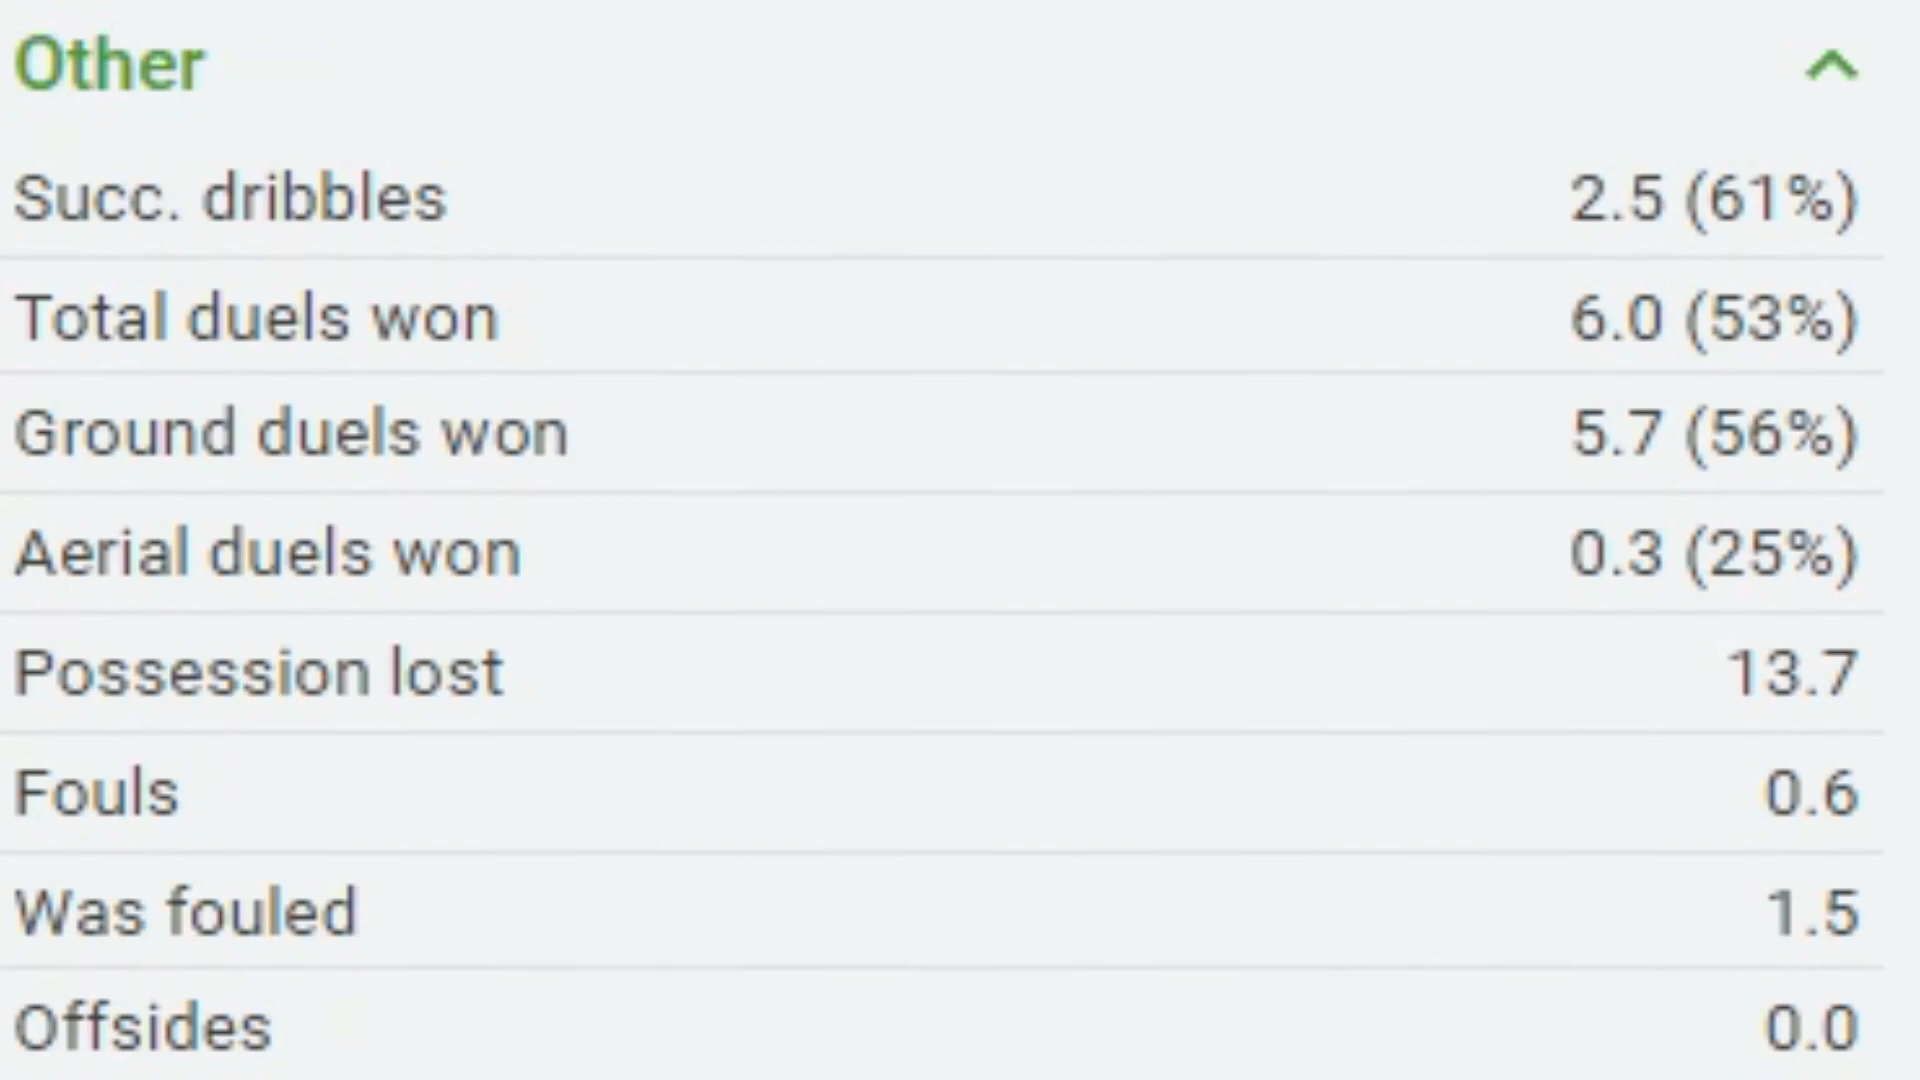 Other
Succ. dribbles 2.5 (61%)
Total duels won 6.0 (53%)
Ground duels won 5.7 (56%)
Aerial duels won 0.3 (25%)
Possession lost 13.7
Fouls 0.6
Was fouled 1.5
Offsides 0.0